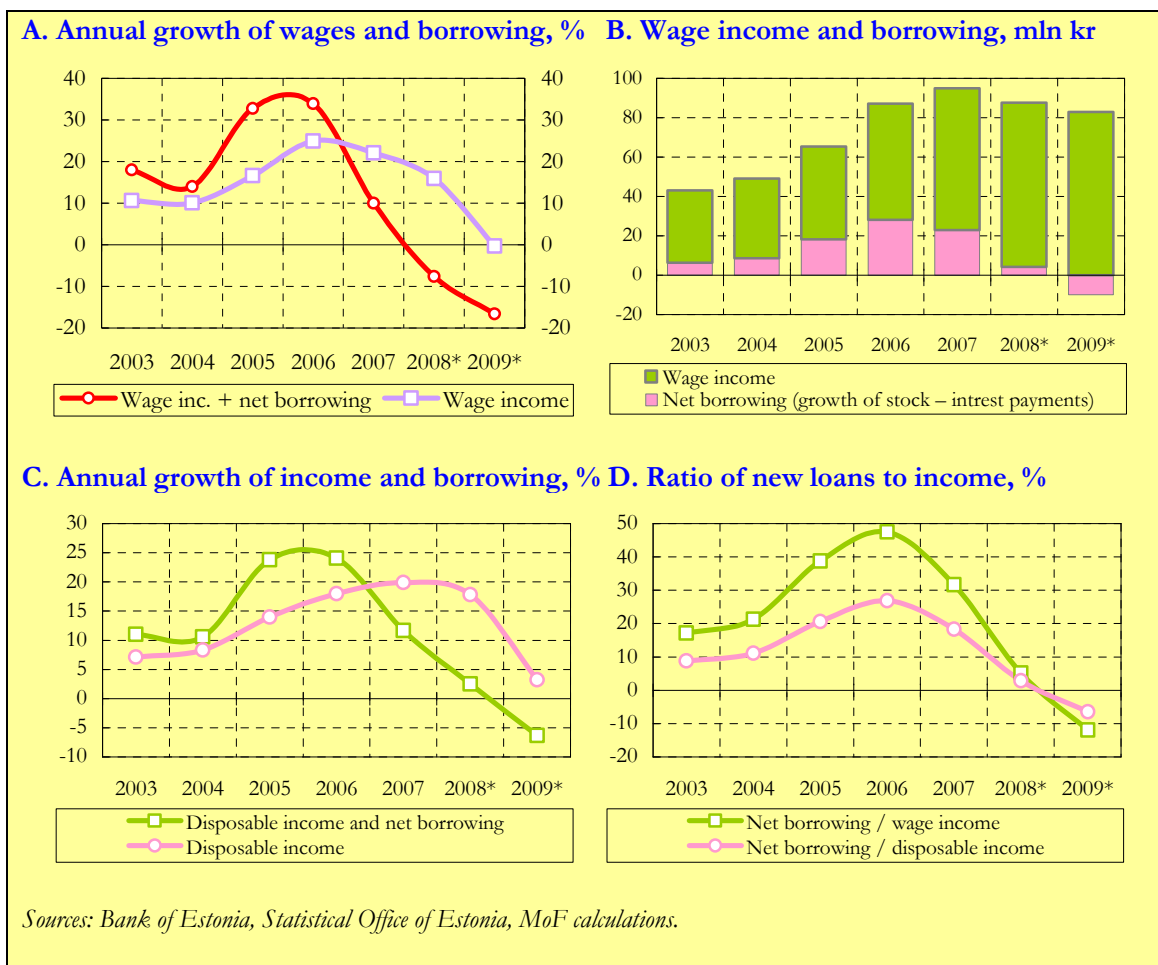 A. Annual growth of wages and borrowing, %
40
30
20
10
0
-10
-20
40
30
20
10
0
-10
-20
2003 2004 2005 2006 2007 2008* 2009*
Wage inc. + net borrowing
Wage income
B. Wage income and borrowing, mln kr
100
80
60
40
20
0
-20
2003 2004 2005 2006 2007 2008* 2009*
Wage income
Net borrowing (growth of stock – intrest payments)
C. Annual growth of income and borrowing, %
30
25
20
15
10
5
0
-5
-10
2003 2004 2005 2006 2007 2008* 2009*
Disposable income and net borrowing
Disposable income
D. Ratio of new loans to income, %
50
40
30
20
10
0
-10
-20
2003 2004 2005 2006 2007 2008* 2009*
Net borrowing / wage income
Net borrowing / disposable income
Sources: Bank of Estonia, Statistical Office of Estonia, MoF calculations.